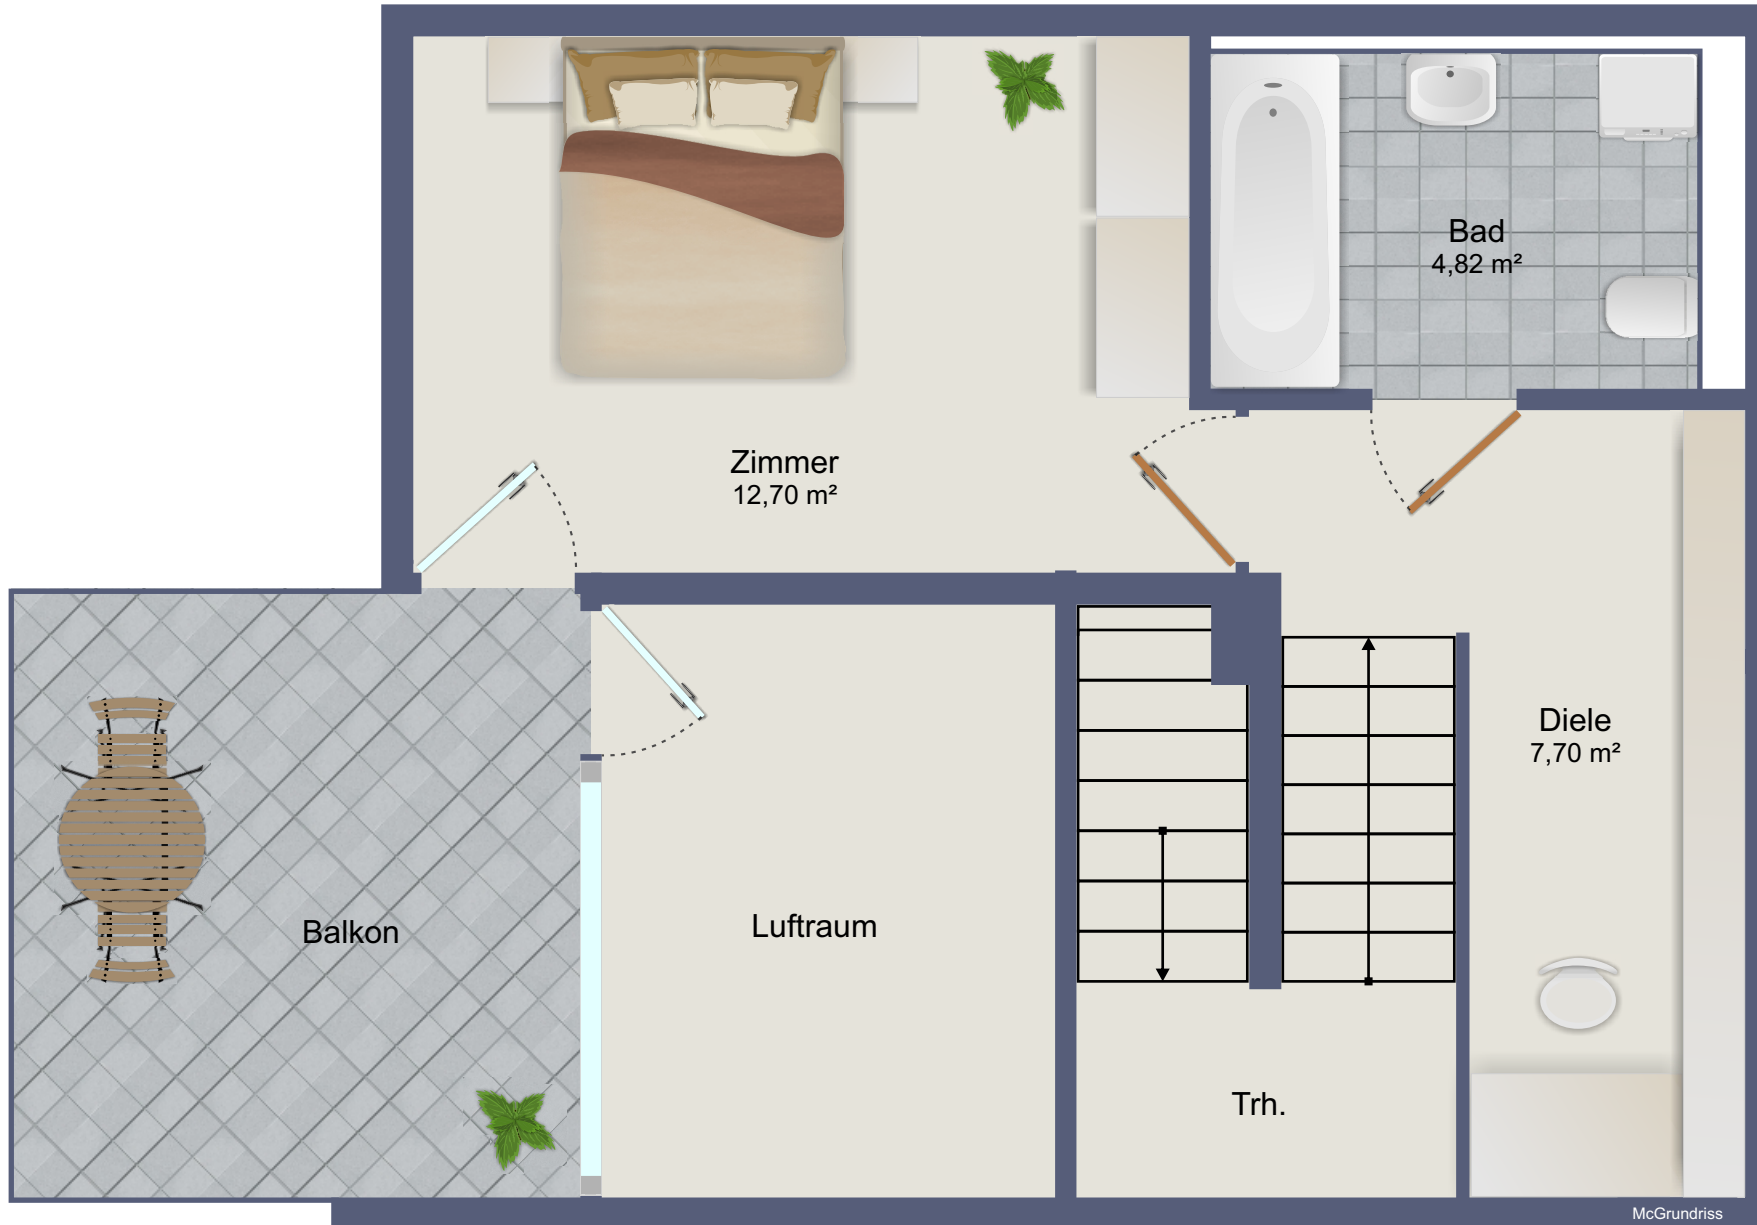 Bad
4,82 m²
Zimmer
12,70 m²
Diele
7,70 m²
Balkon
Luftraum
Trh.
McGrundriss